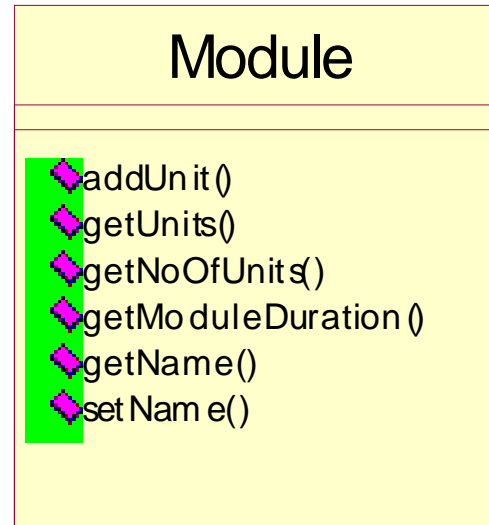 Module
addUnit()
getUnits()
getNoOfUnits()
getModuleDuration()
getName()
setName()